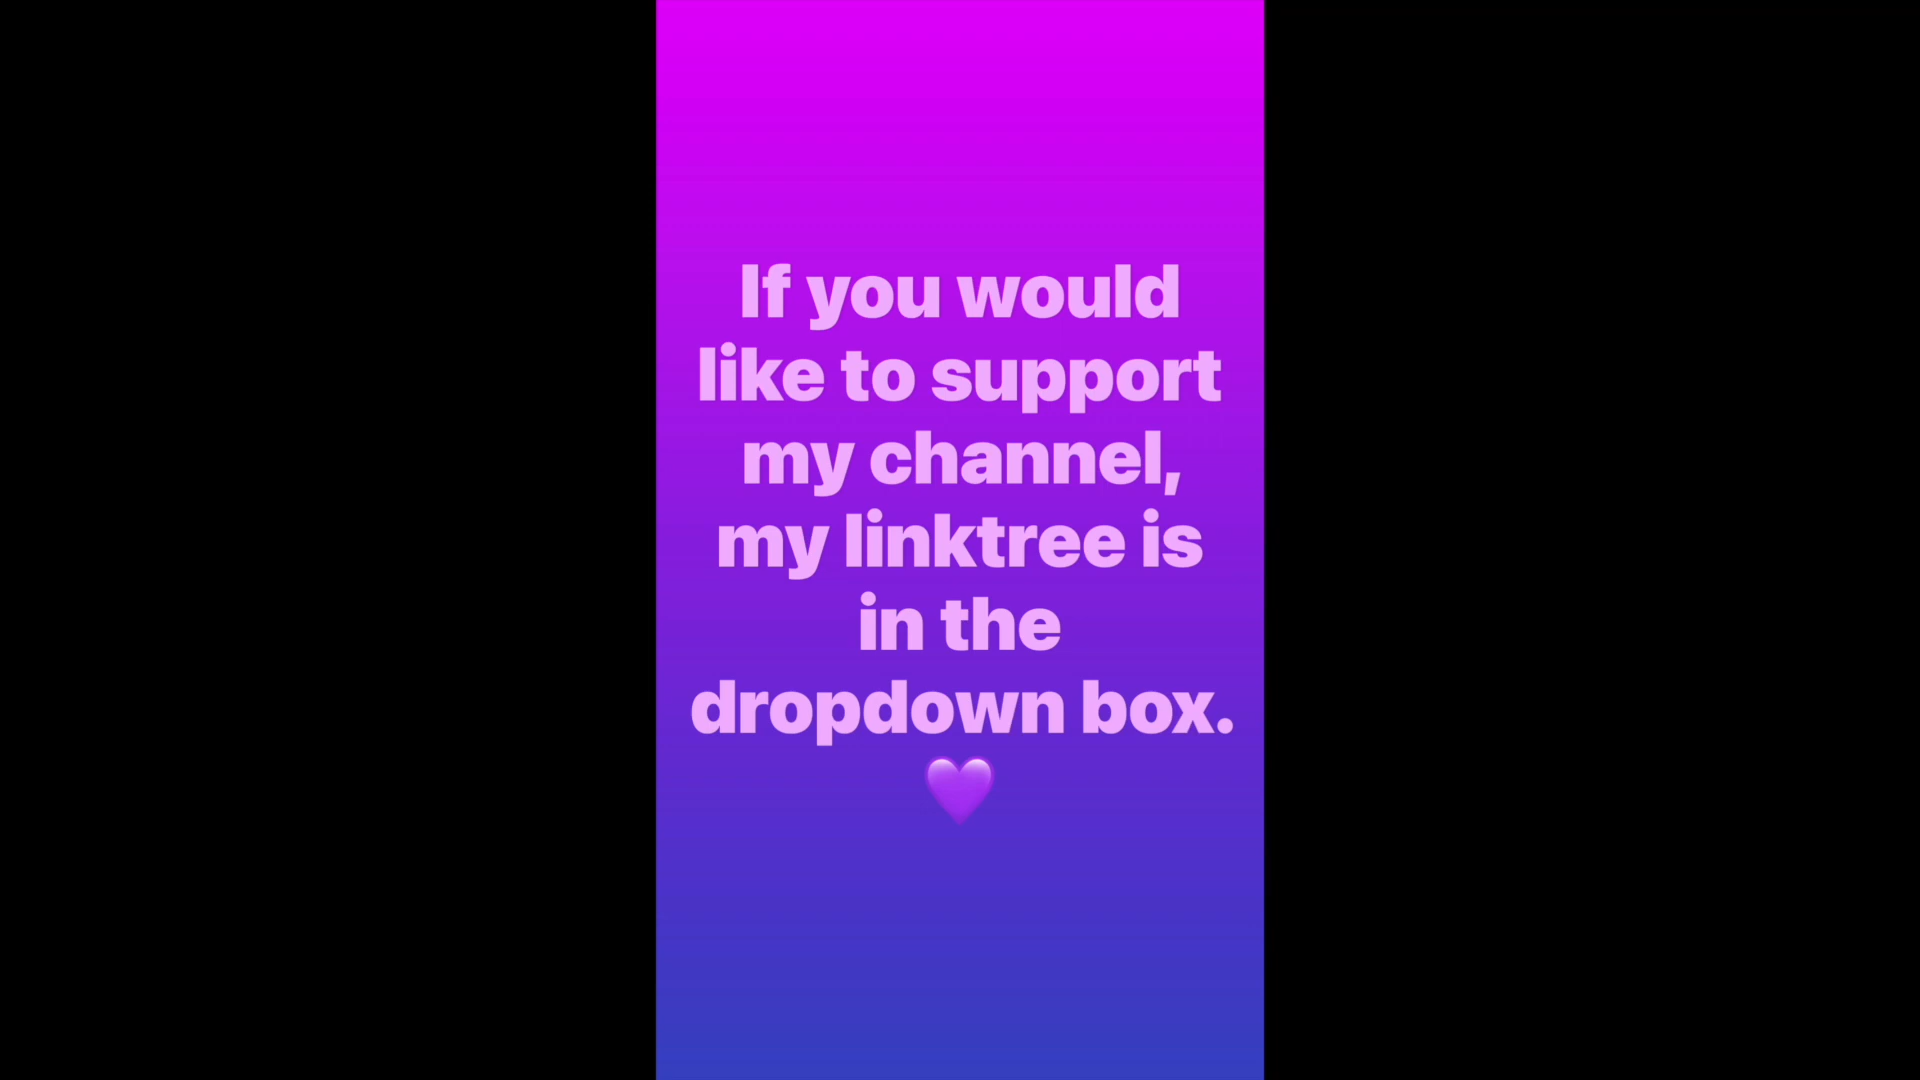 If you would
like to support
my channel,
my linktree is
in the
dropdown box.
💜